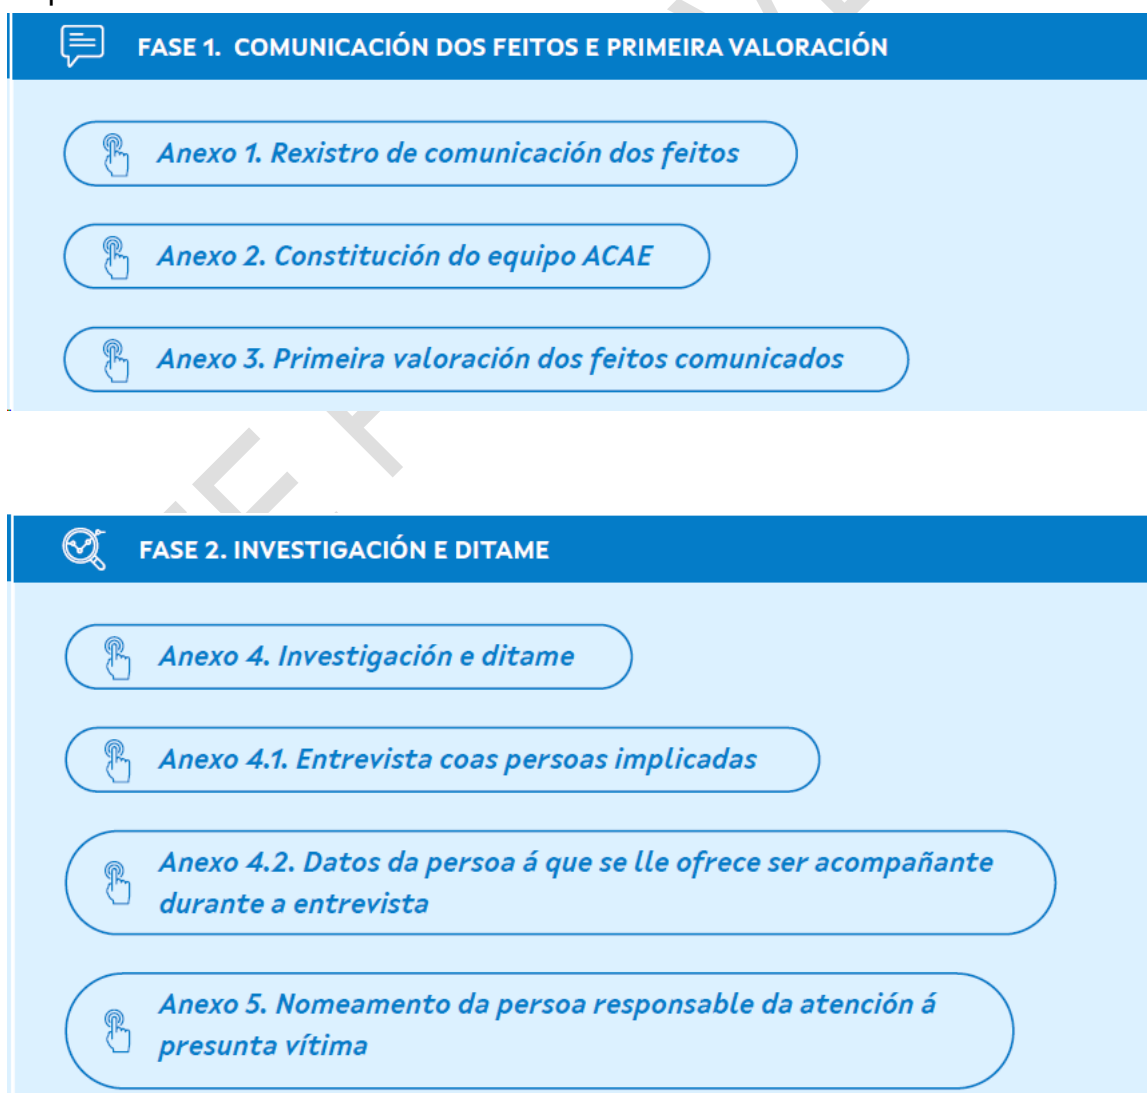 FASE 1. COMUNICACIÓN DOS FEITOS E PRIMEIRA VALORACIÓN
Anexo 1. Rexistro de comunicación dos feitos
Anexo 2. Constitución do equipo ACAE
Anexo 3. Primeira valoración dos feitos comunicados
FASE 2. INVESTIGACIÓN E DITAME
Anexo 4. Investigación e ditame
Anexo 4.1. Entrevista coas persoas implicadas
Anexo 4.2. Datos da persoa á que se lle ofrece ser acompañante
durante a entrevista
Anexo 5. Nomeamento da persoa responsable da atención á
presunta vítima